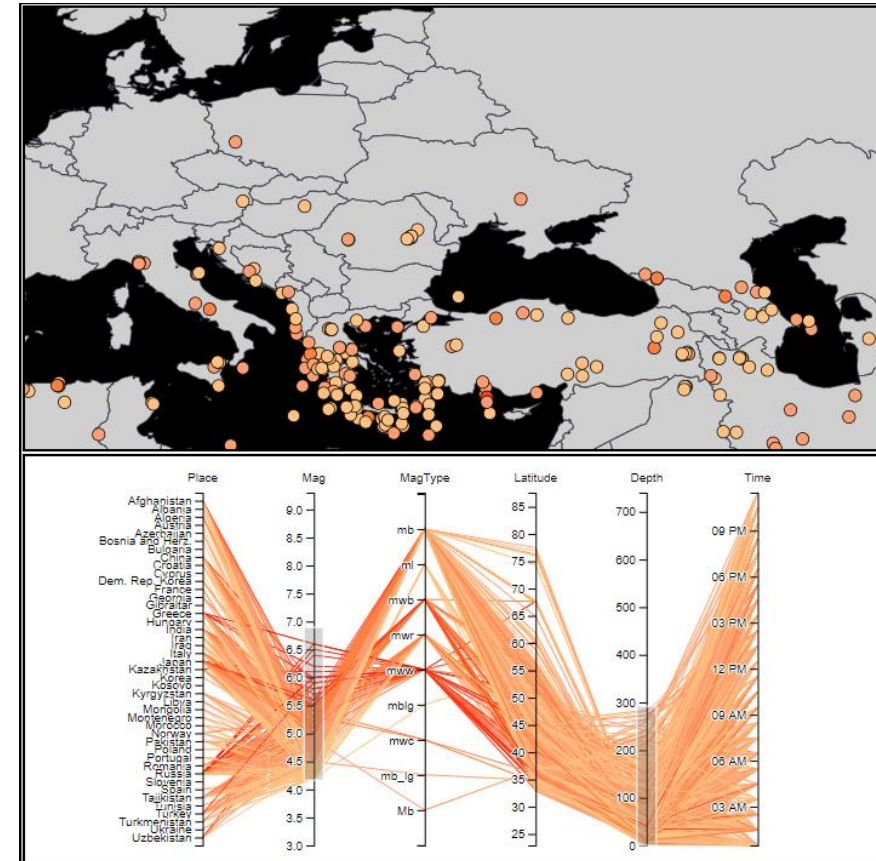 Place Mag MagType Latitude Depth Time
Afghanistan
Albania
Algeria
Austria
Azerbaijan
Bosnia and Herz.
Bulgaria
China
Croatia
Cyprus
Dem. Rep. Korea
France
Georgia
Gibraltar
Greece
Hungary
India
Iran
Iraq
Italy
Japan
Kazakhstan
Korea
Kosovo
Kyrgyzstan
Libya
Mongolia
Montenegro
Morocco
Norway
Pakistan
Poland
Portugal
Romania
Russia
Slovenia
Spain
Tajikistan
Tunisia
Turkey
Turkmenistan
Ukraine
Uzbekistan
9.0
8.5
8.0
7.5
7.0
6.5
6.0
5.5
5.0
4.5
4.0
3.5
3.0
mb
ml
mwb
mwr
mww
mblg
mwc
mb_lg
Mb
85
80
75
70
65
60
55
50
45
40
35
30
25
700
600
500
400
300
200
100
0
09 PM
06 PM
03 PM
12 PM
09 AM
06 AM
03 AM